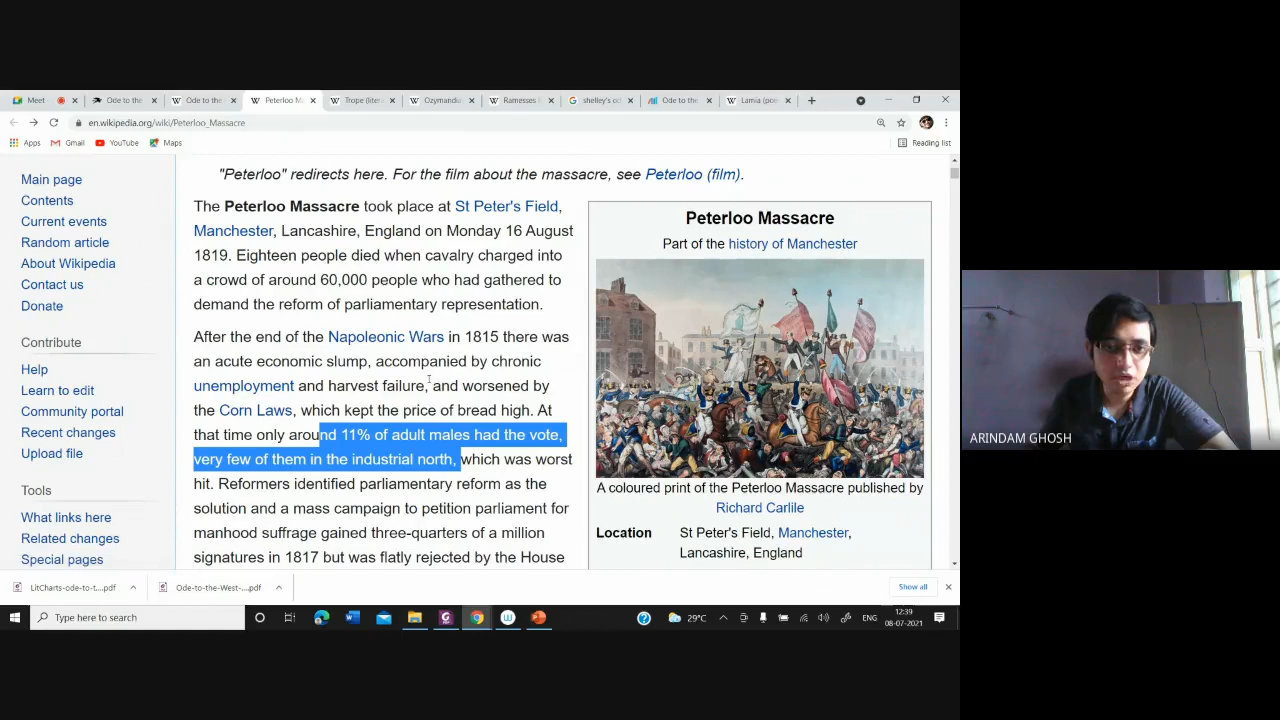 Meet
Ode to the
Ode to the
Peterloo Ma
Trope (liter
Ozymandia
Ramesses I
shelley's od
Ode to the
Lamia (poe
en.wikipedia.org/wiki/Peterloo_Massacre
Apps
Gmail
YouTube
Maps
Reading list
Main page
Contents
Current events
Random article
About Wikipedia
Contact us
Donate
Contribute
Help
Learn to edit
Community portal
Recent changes
Upload file
Tools
What links here
Related changes
Special pages
"Peterloo" redirects here. For the film about the massacre, see Peterloo (film).
The Peterloo Massacre took place at St Peter's Field,
Manchester, Lancashire, England on Monday 16 August
1819. Eighteen people died when cavalry charged into
a crowd of around 60,000 people who had gathered to
demand the reform of parliamentary representation.
After the end of the Napoleonic Wars in 1815 there was
an acute economic slump, accompanied by chronic
unemployment and harvest failure, and worsened by
the Corn Laws, which kept the price of bread high. At
that time only around 11% of adult males had the vote,
very few of them in the industrial north, which was worst
hit. Reformers identified parliamentary reform as the
solution and a mass campaign to petition parliament for
manhood suffrage gained three-quarters of a million
signatures in 1817 but was flatly rejected by the House
Peterloo Massacre
Part of the history of Manchester
A coloured print of the Peterloo Massacre published by
Richard Carlile
Location St Peter's Field, Manchester,
Lancashire, England
ARINDAM GHOSH
LitCharts-ode-to-t....pdf
Ode-to-the-West-....pdf
Show all
Type here to search
29°C
ENG
12:39
08-07-2021